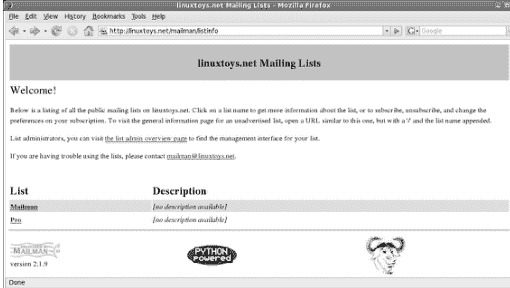 linuxtoys.net Mailing Lists - Mozilla Firefox
File Edit View History Bookmarks Tools Help
http://linuxtoys.net/mailman/listinfo
Google
linuxtoys.net Mailing Lists
Welcome!
Below is a listing of all the public mailing lists on linuxtoys.net. Click on a list name to get more information about the list, or to subscribe, unsubscribe, and change the
preferences on your subscription. To visit the general information page for an unadvertised list, open a URL similar to this one, but with a '/' and the list name appended.
List administrators, you can visit the list admin overview page to find the management interface for your list.
If you are having trouble using the lists, please contact mailman@linuxtoys.net.
List Description
Mailman [no description available]
Pro [no description available]
MAILMAN
PYTHON
Powered
version 2.1.9
Done